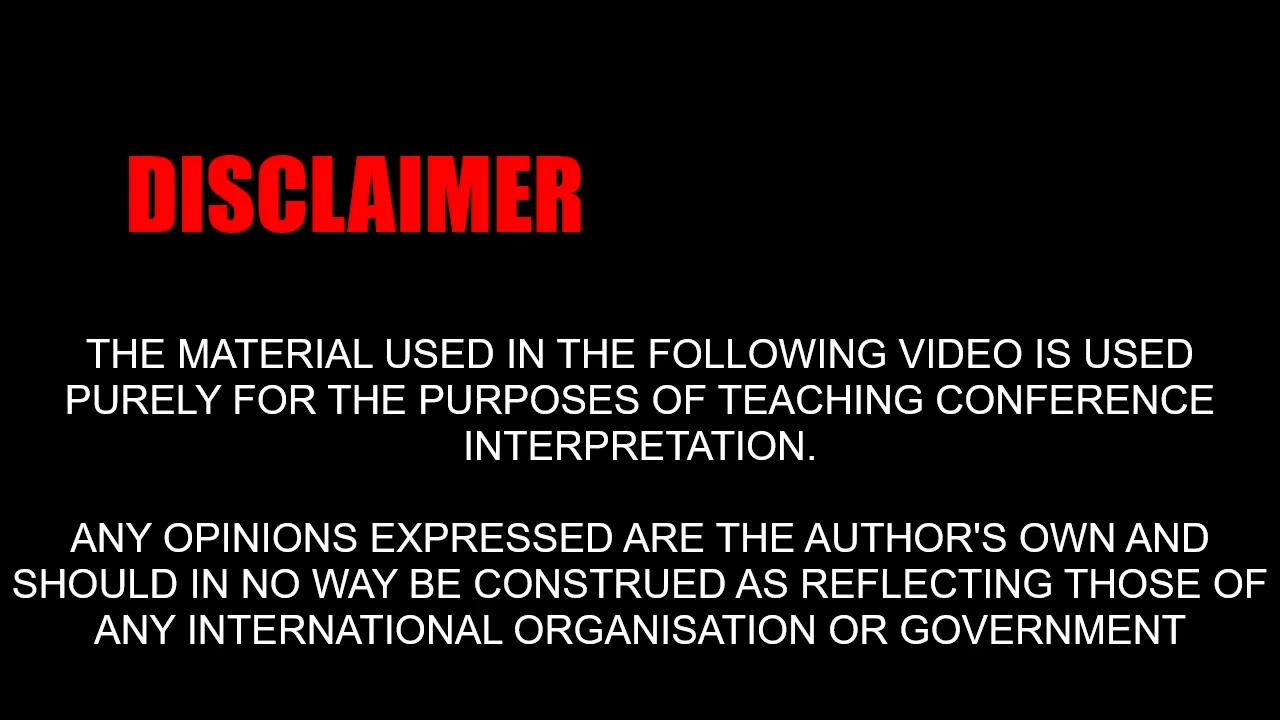 DISCLAIMER
THE MATERIAL USED IN THE FOLLOWING VIDEO IS USED
PURELY FOR THE PURPOSES OF TEACHING CONFERENCE
INTERPRETATION.
ANY OPINIONS EXPRESSED ARE THE AUTHOR'S OWN AND
SHOULD IN NO WAY BE CONSTRUED AS REFLECTING THOSE OF
ANY INTERNATIONAL ORGANISATION OR GOVERNMENT